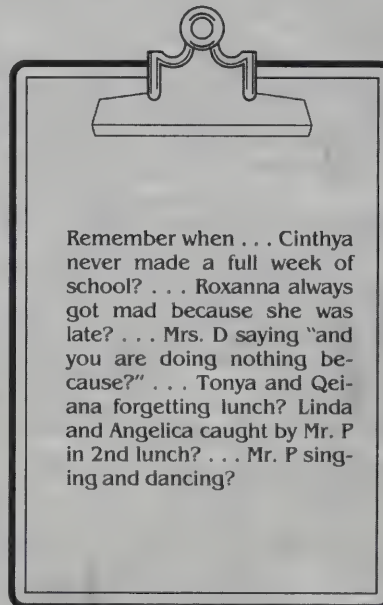 Remember when . . . Cinthya
never made a full week of
school? . . . Roxanna always
got mad because she was
late? . . . Mrs. D saying "and
you are doing nothing be-
cause?" . . . Tonya and Qei-
ana forgetting lunch? Linda
and Angelica caught by Mr. P
in 2nd lunch? . . . Mr. P sing-
ing and dancing?